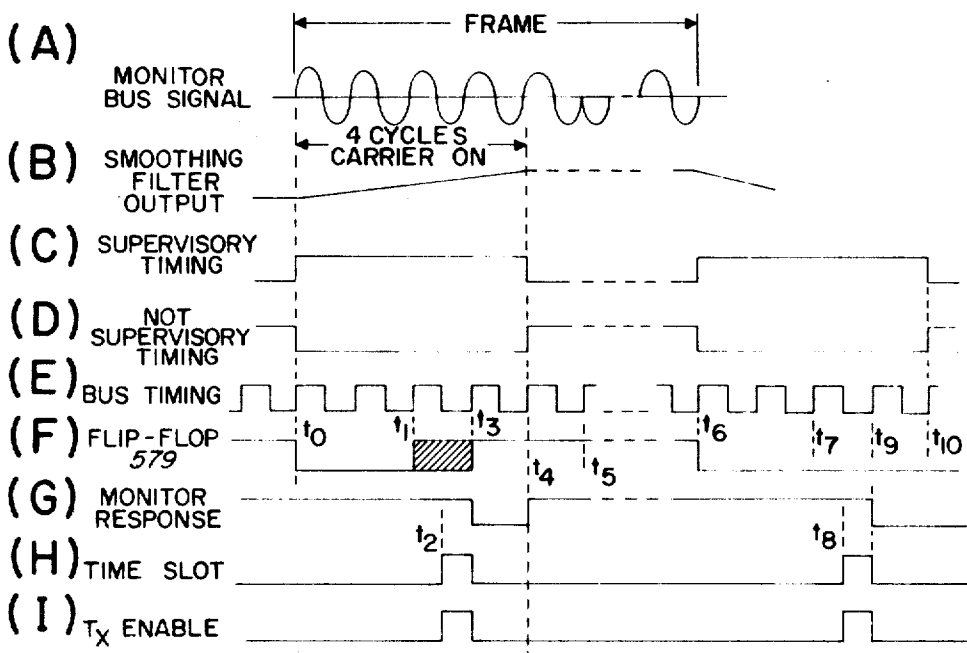 FRAME
(A)
MONITOR
BUS SIGNAL
4 CYCLES
CARRIER ON
(B) SMOOTHING
FILTER
OUTPUT
(C) SUPERVISORY
TIMING
(D) NOT
SUPERVISORY
TIMING
(E) BUS TIMING
t0 t1 t3 t6 t7 t9 t10
(F) FLIP-FLOP
579
t4 t5
(G) MONITOR
RESPONSE
t2 t8
(H) TIME SLOT
(I) TX ENABLE